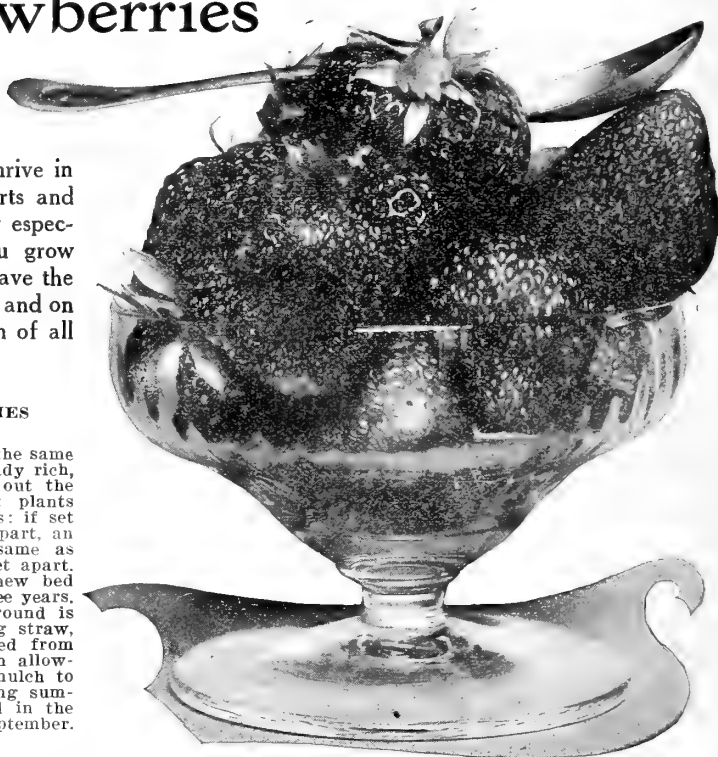 wberries
hrive in
rts and
espec-
u grow
ave the
and on
n of all
IES
he same
dy rich,
out the
plants
s: if set
part, an
same as
et apart.
new bed
ee years.
round is
g straw,
ed from
n allow-
nulch to
ng sum-
l in the
ptember.